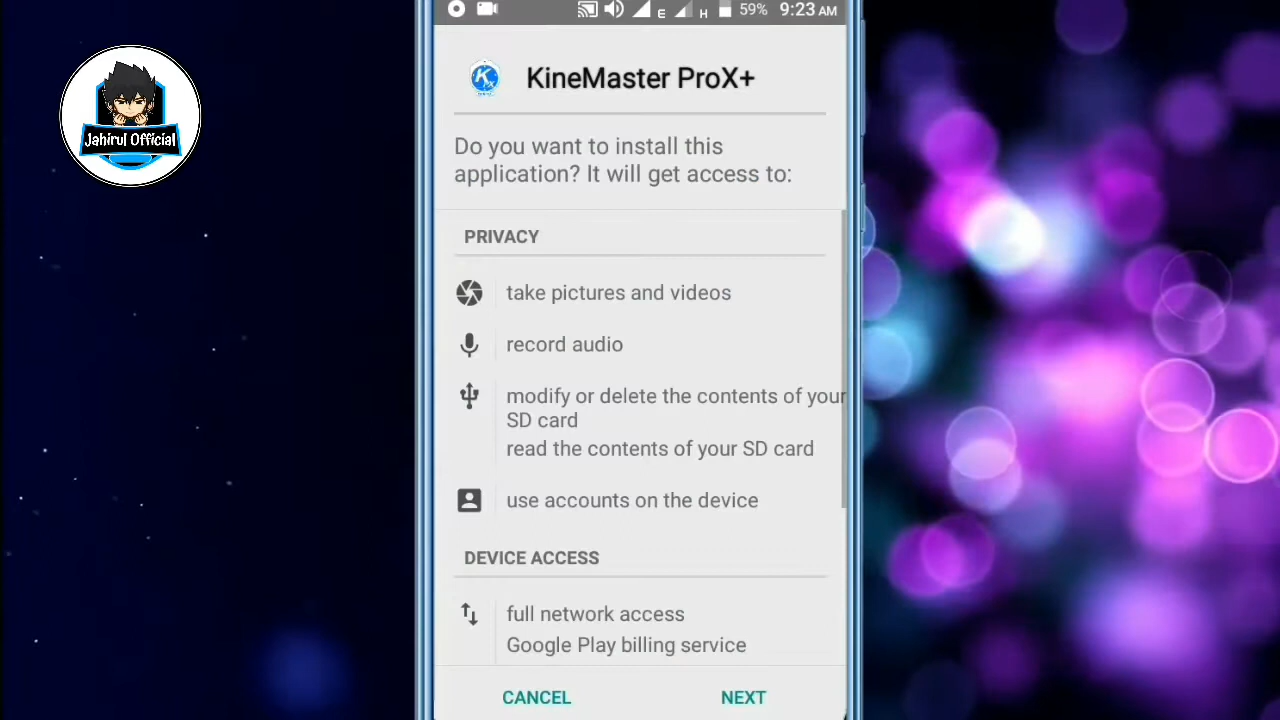 E H 59% 9:23 AM
Jahirul Official
KineMaster ProX+
Do you want to install this
application? It will get access to:
PRIVACY
take pictures and videos
record audio
modify or delete the contents of your
SD card
read the contents of your SD card
use accounts on the device
DEVICE ACCESS
full network access
Google Play billing service
CANCEL NEXT